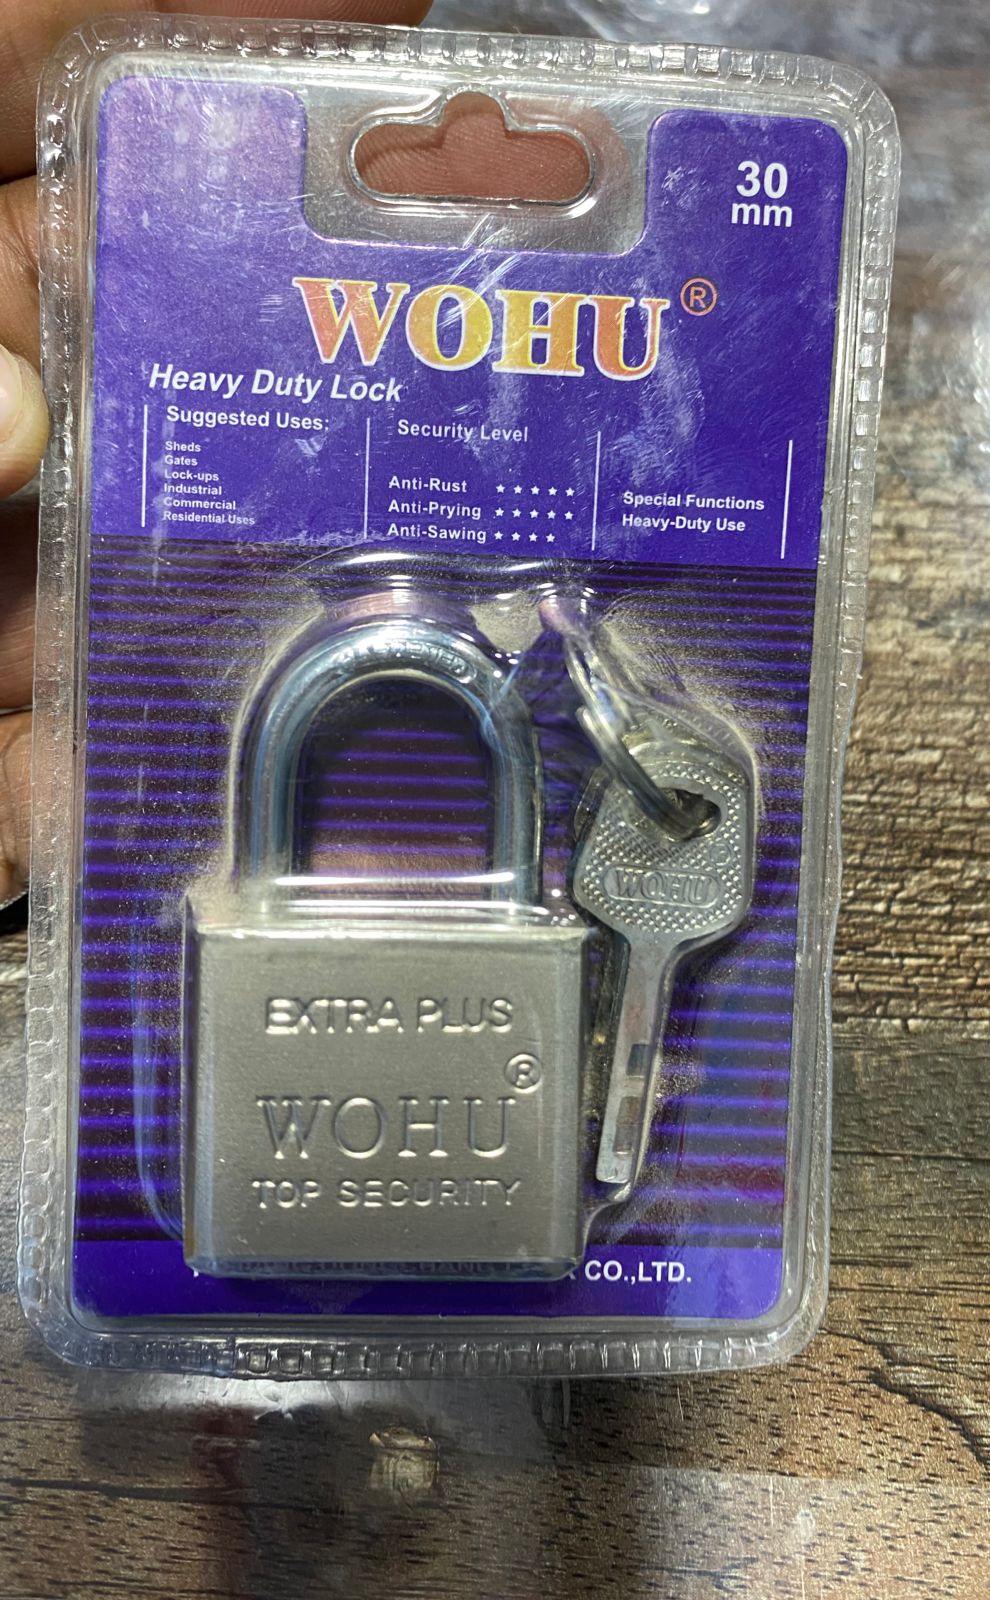 30
mm
WOHU ®
Heavy Duty Lock
Suggested Uses:
Sheds
Gates
Lock-ups
Industrial
Commercial
Residential Uses
Security Level
Anti-Rust ★★★★★
Anti-Prying ★★★★★
Anti-Sawing ★★★★
Special Functions
Heavy-Duty Use
WOHU
EXTRA PLUS
WOHU ®
TOP SECURITY
CO.,LTD.